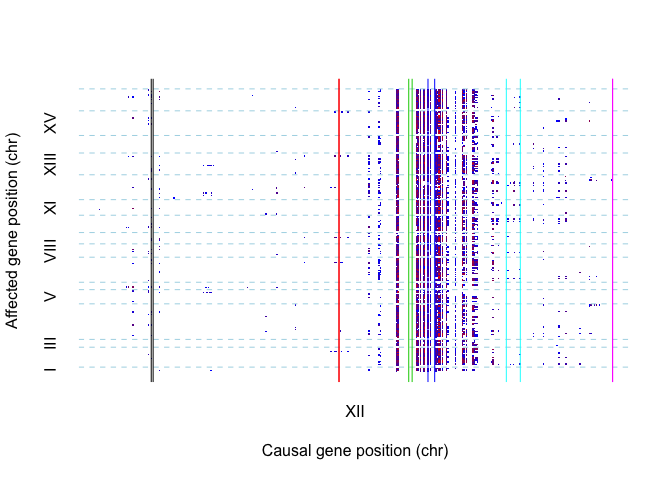 Affected gene position (chr)
XV
XIII
XI
VIII
V
III
I
XII
Causal gene position (chr)